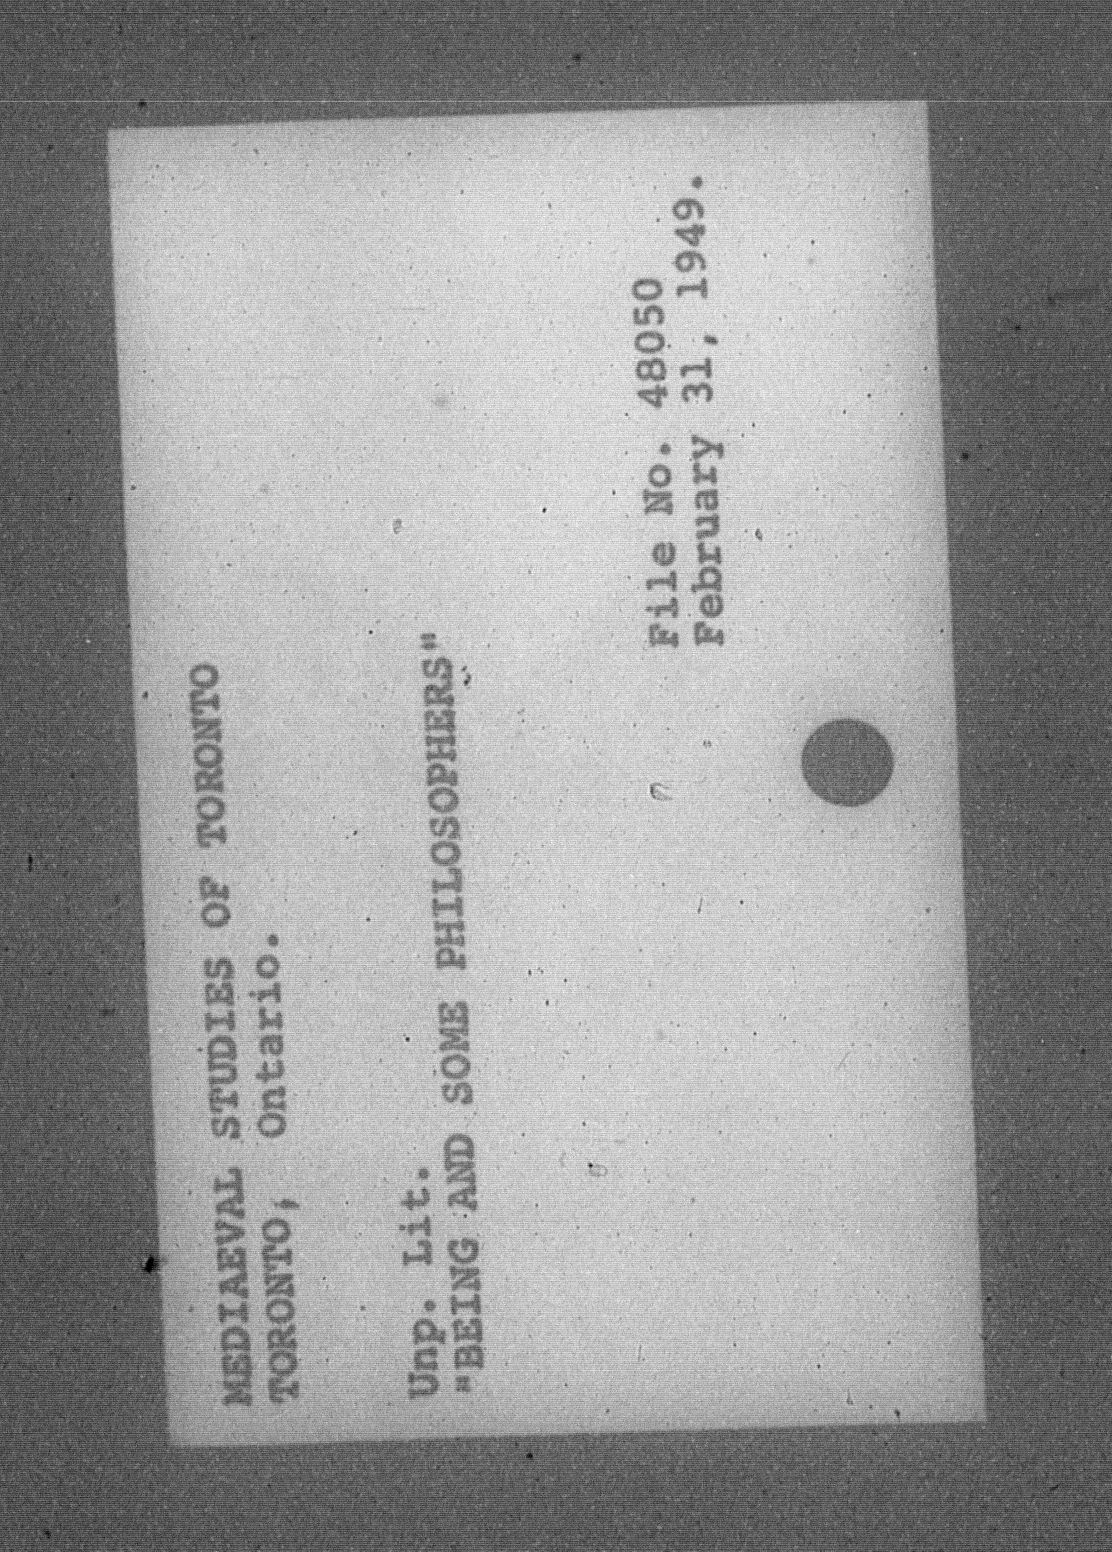 MEDIAEVAL STUDIES OF TORONTO
TORONTO, Ontario.
Unp. Lit.
"BEING AND SOME PHILOSOPHERS"
File No. 48050
February 31, 1949.